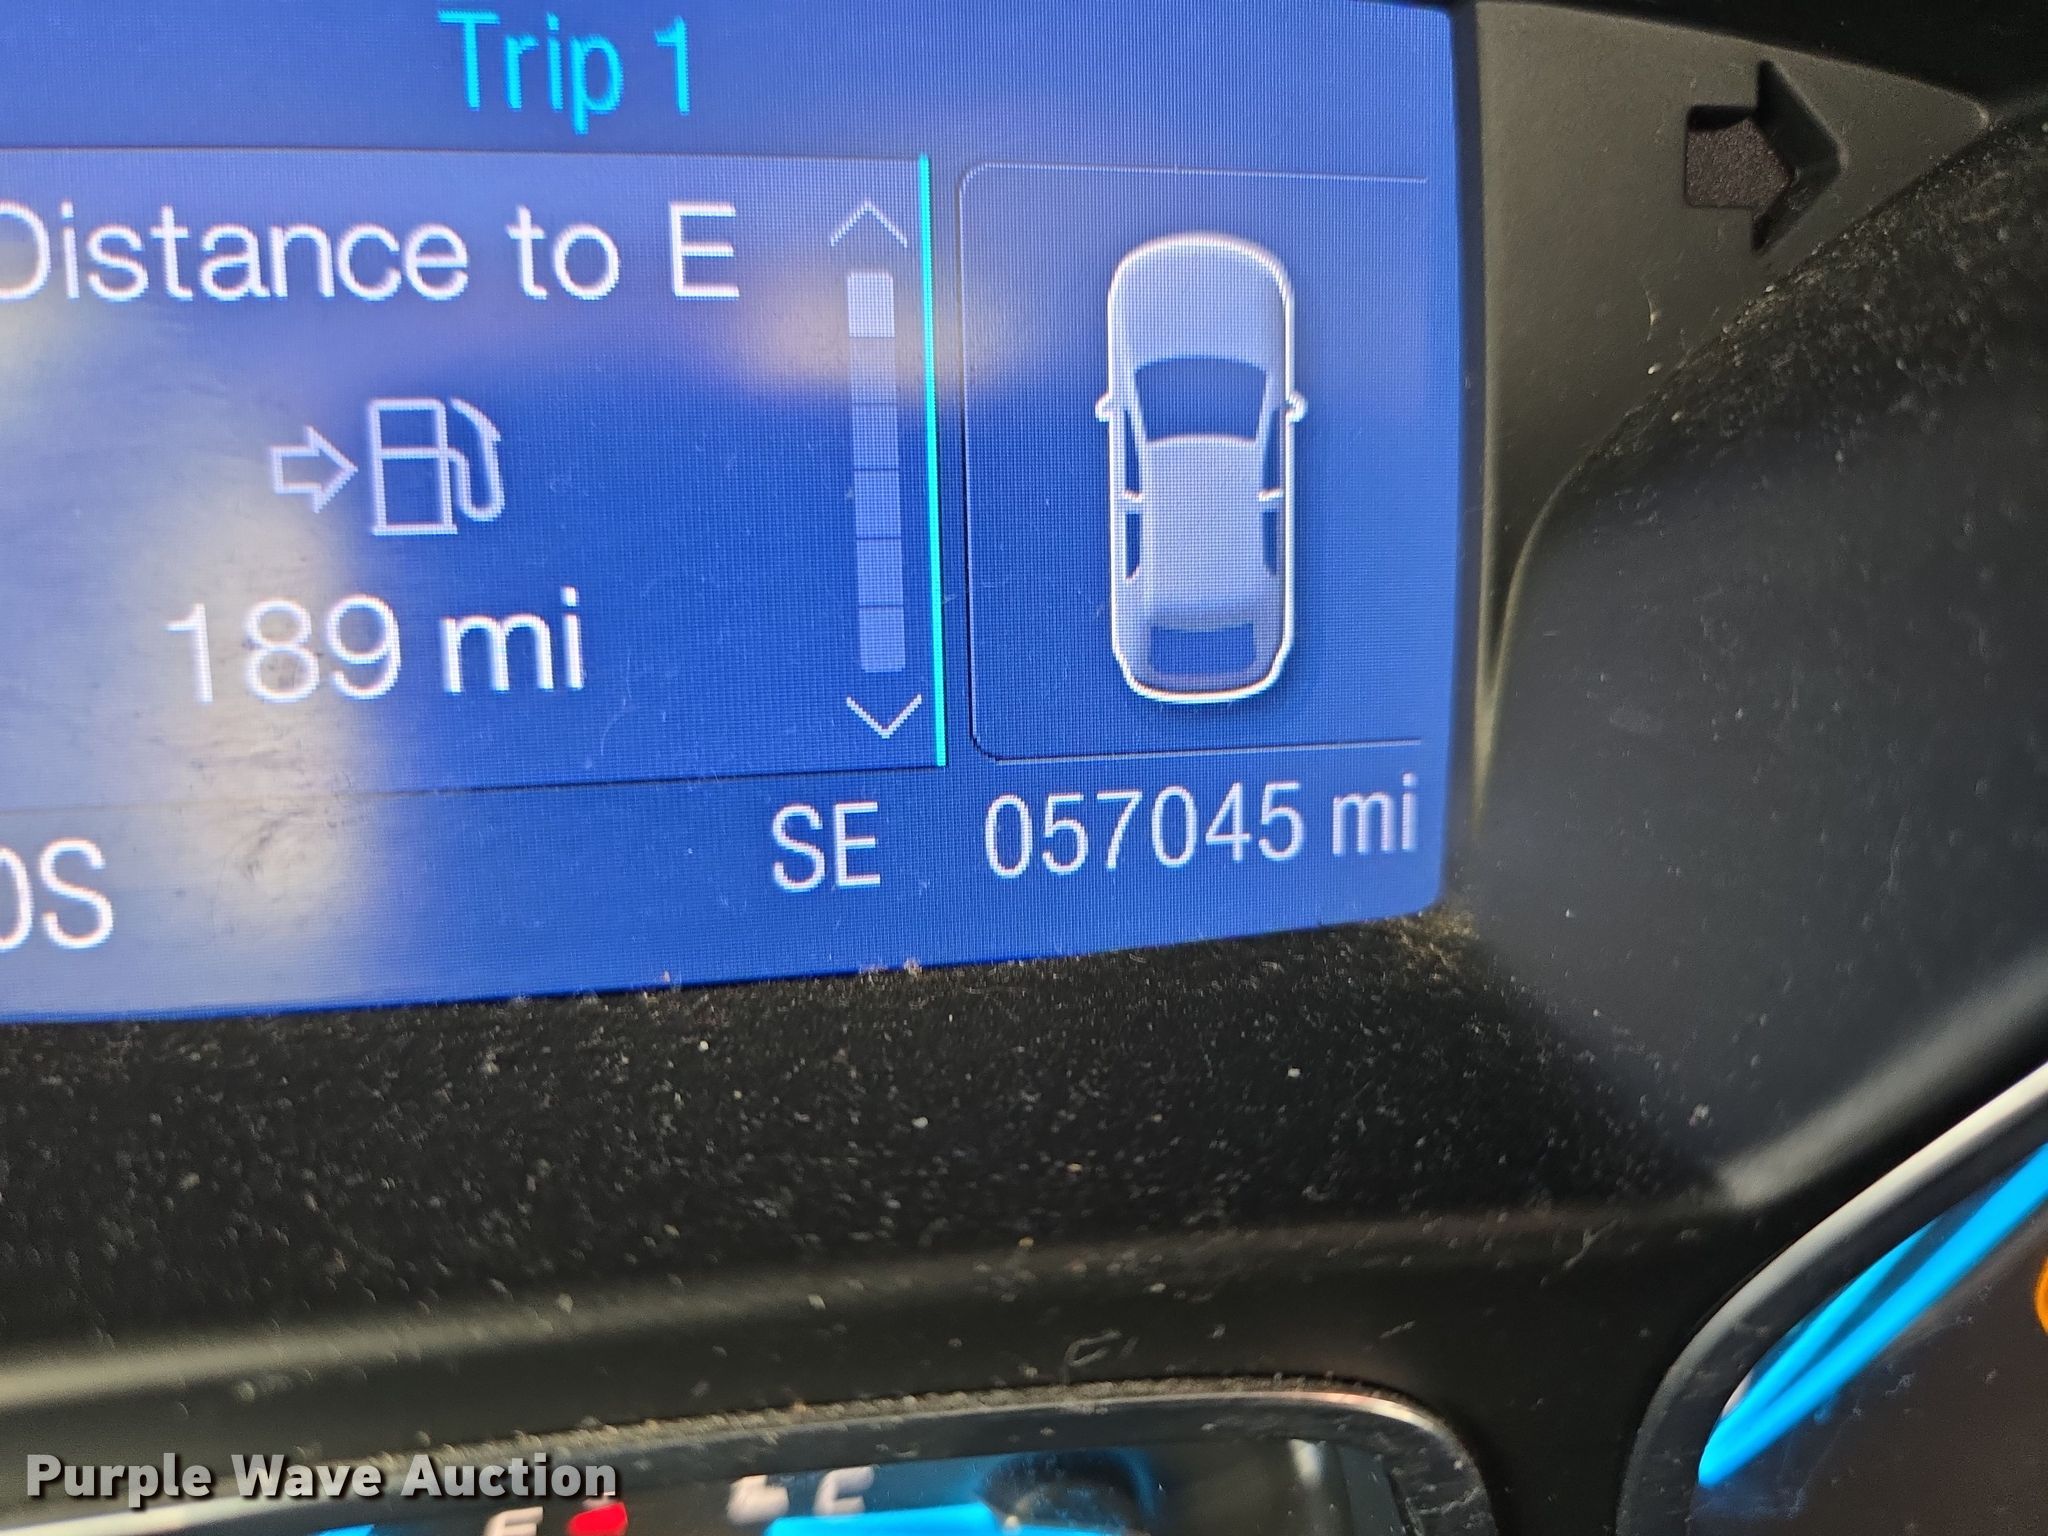 Trip 1
Distance to E
189 mi
SE 057045 mi
Purple Wave Auction